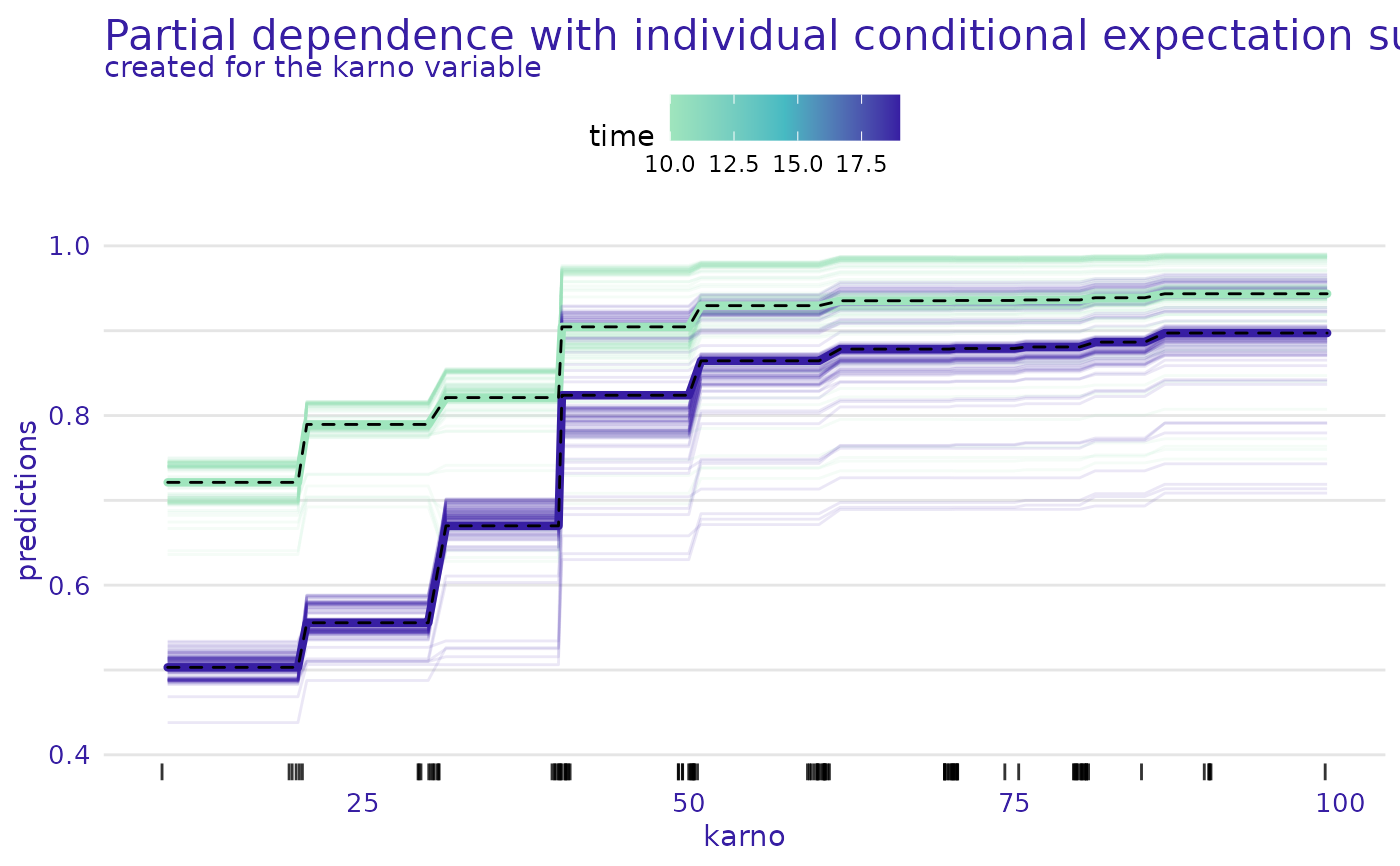 Partial dependence with individual conditional expectation su
created for the karno variable
time
10.0 12.5 15.0 17.5
1.0
0.8
0.6
0.4
predictions
25 50 75 100
karno